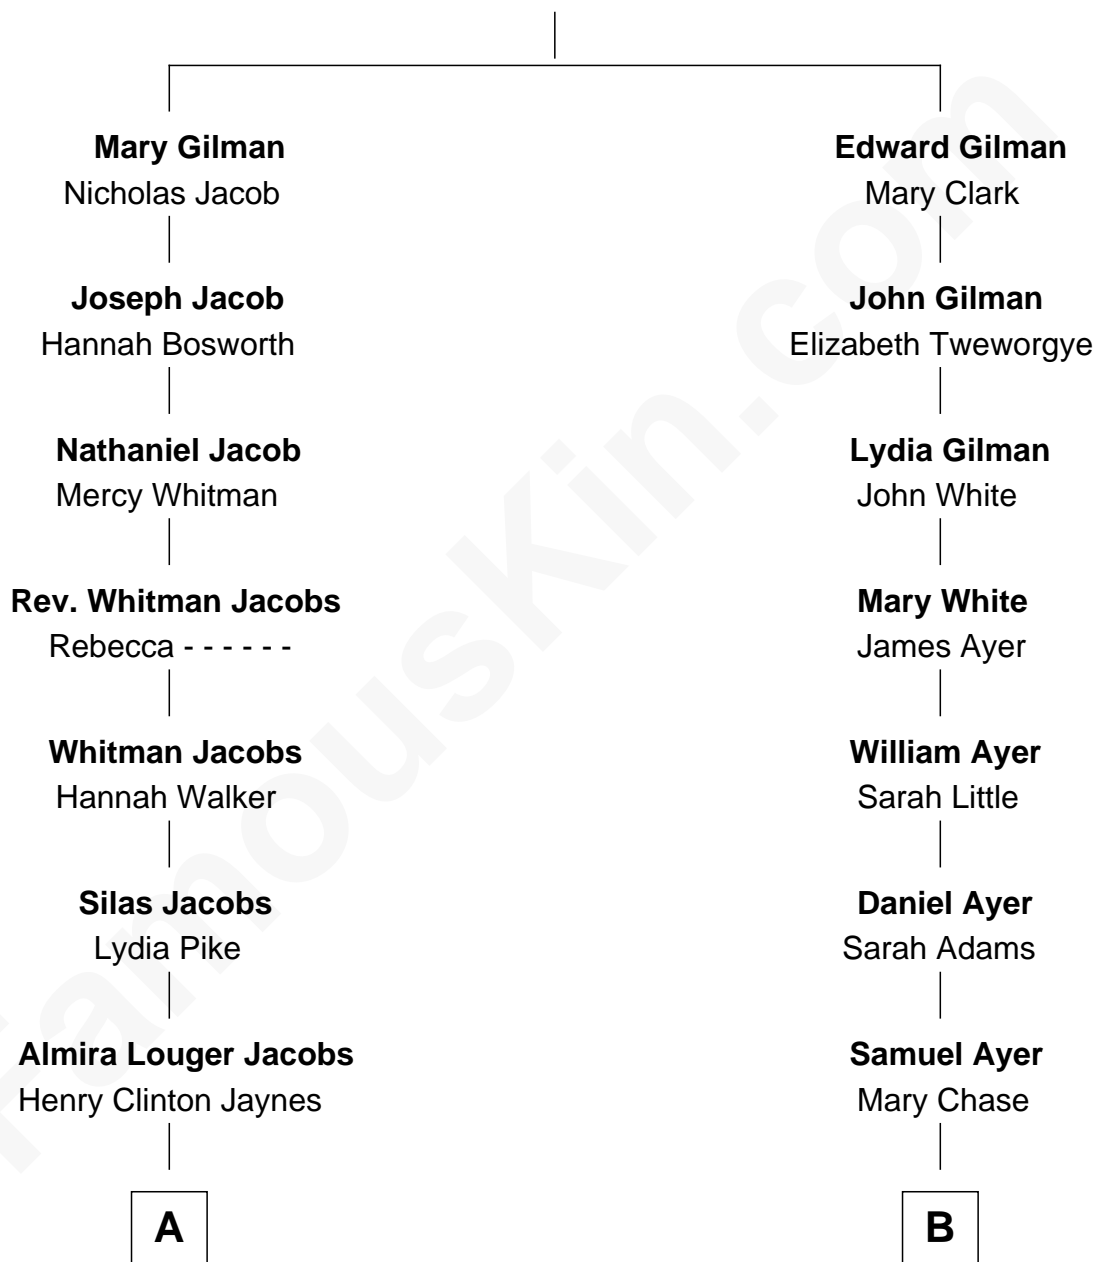 Mary Gilman
Nicholas Jacob
Edward Gilman
Mary Clark
Joseph Jacob
Hannah Bosworth
John Gilman
Elizabeth Tweworgye
Nathaniel Jacob
Mercy Whitman
Lydia Gilman
John White
Rev. Whitman Jacobs
Rebecca - - - - - -
Mary White
James Ayer
Whitman Jacobs
Hannah Walker
William Ayer
Sarah Little
Silas Jacobs
Lydia Pike
Daniel Ayer
Sarah Adams
Almira Louger Jacobs
Henry Clinton Jaynes
Samuel Ayer
Mary Chase
A
B
FamousKin.com